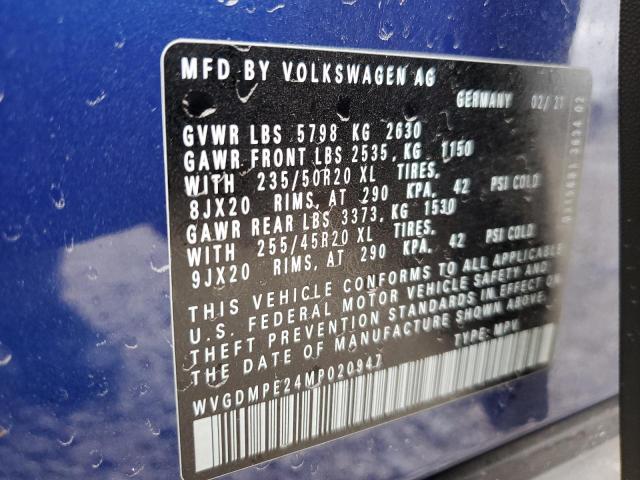 MFD BY VOLKSWAGEN AG
GERMANY 02/21
GVWR LBS 5798 KG 2630
GAWR FRONT LBS 2535, KG 1150
WITH 235/50R20 XL TIRES,
8JX20 RIMS, AT 290 KPA, 42 PSI COLD
GAWR REAR LBS 3373, KG 1530
WITH 255/45R20 XL TIRES,
9JX20 RIMS, AT 290 KPA, 42 PSI COLD
THIS VEHICLE CONFORMS TO ALL APPLICABLE
U.S. FEDERAL MOTOR VEHICLE SAFETY AND
THEFT PREVENTION STANDARDS IN EFFECT ON
THE DATE OF MANUFACTURE SHOWN ABOVE.
TYPE: MPV
WVGDMPE24MP020947